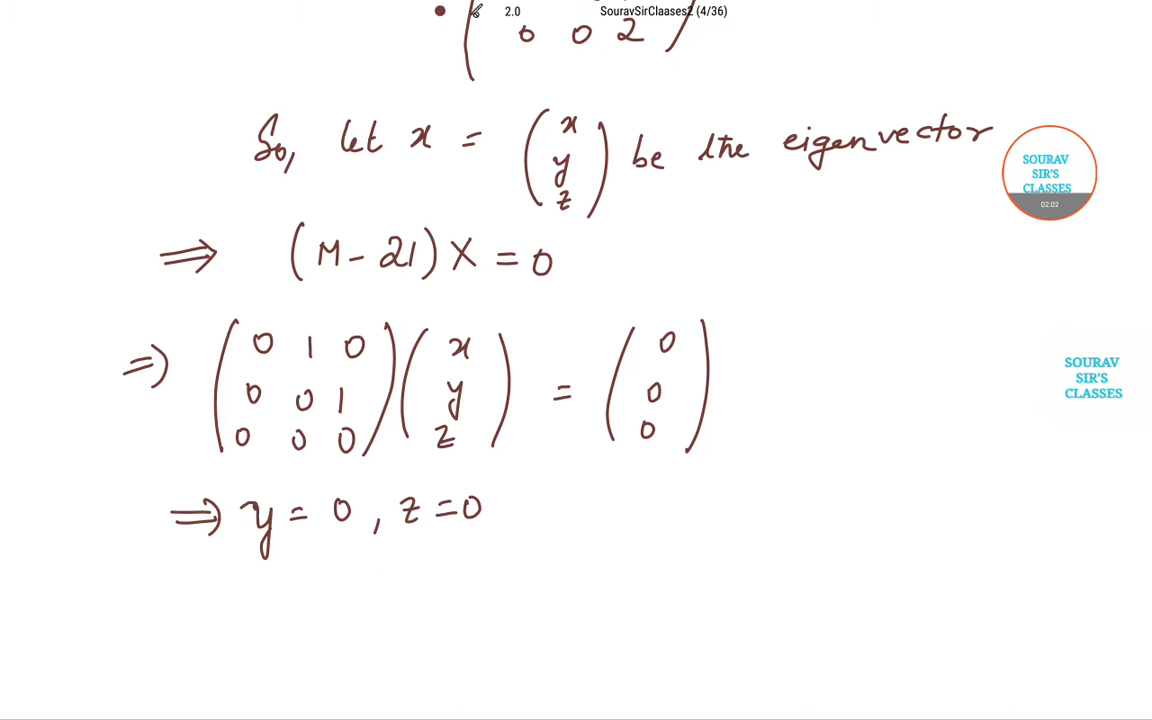 2.0 SouravSirClaases2 (4/36)
0 0 2
So, let x = (x y z) be the eigenvector
SOURAV
SIR'S
CLASSES
02:02
⇒ (M - 2I) X = 0
⇒ (0 1 0
0 0 1
0 0 0) (x
y
z) = (0
0
0)
SOURAV
SIR'S
CLASSES
⇒ y = 0, z = 0